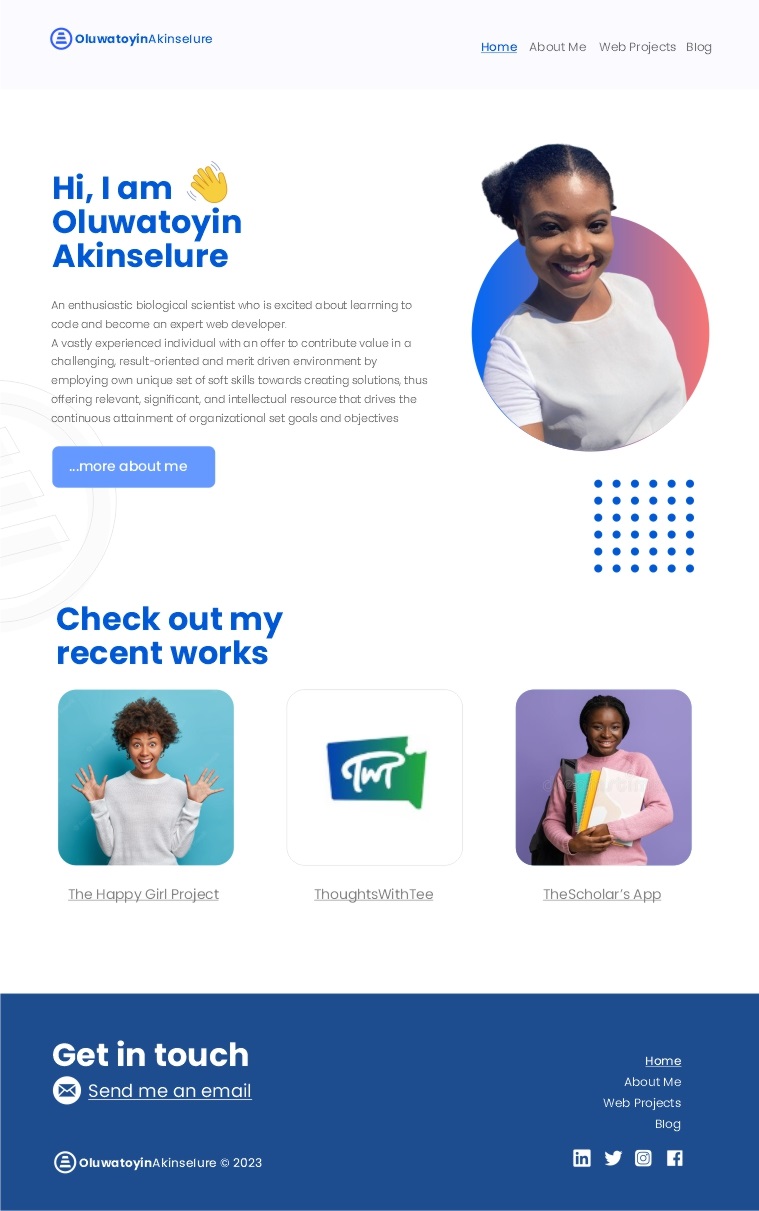 OluwatoyinAkinselure
Home About Me Web Projects Blog
Hi, I am
Oluwatoyin
Akinselure
An enthusiastic biological scientist who is excited about learrning to
code and become an expert web developer.
A vastly experienced individual with an offer to contribute value in a
challenging, result-oriented and merit driven environment by
employing own unique set of soft skills towards creating solutions, thus
offering relevant, significant, and intellectual resource that drives the
continuous attainment of organizational set goals and objectives
...more about me
Check out my
recent works
TWT
The Happy Girl Project
ThoughtsWithTee
TheScholar’s App
Get in touch
Send me an email
Home
About Me
Web Projects
Blog
OluwatoyinAkinselure © 2023